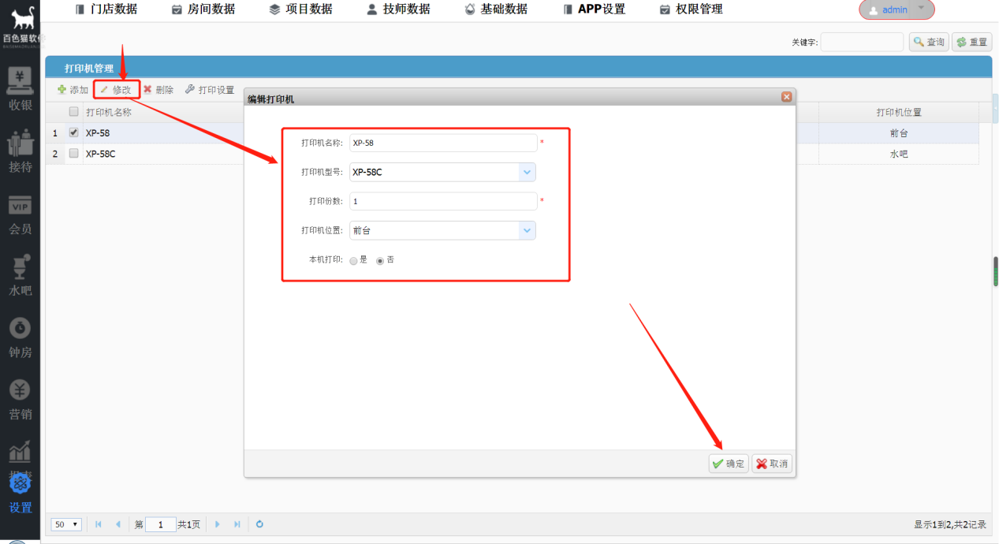 门店数据 房间数据 项目数据 技师数据 基础数据 APP设置 权限管理 admin
百色猫软件
关键字: 查询 重置
打印机管理
添加 修改 删除 打印设置
打印机名称 打印机位置
1 XP-58 前台
2 XP-58C 水吧
编辑打印机
打印机名称: XP-58 *
打印机型号: XP-58C
打印份数: 1 *
打印机位置: 前台
本机打印: 是 否
确定 取消
收银
接待
VIP
会员
水吧
钟房
营销
设置
50 第 1 共1页 显示1到2,共2记录